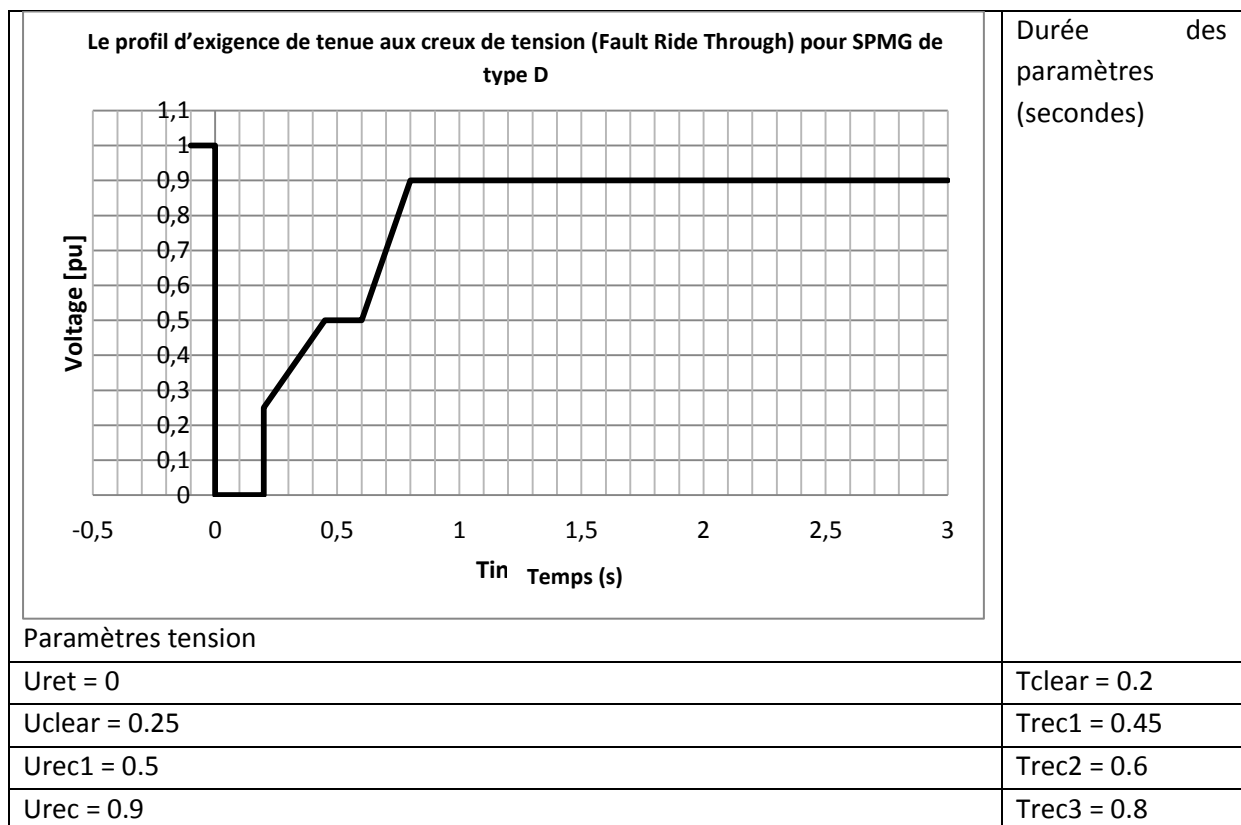 Le profil d’exigence de tenue aux creux de tension (Fault Ride Through) pour SPMG de
type D
Voltage [pu]
1,1
1
0,9
0,8
0,7
0,6
0,5
0,4
0,3
0,2
0,1
0
-0,5 0 0,5 1 1,5 2 2,5 3
Tin Temps (s)
Paramètres tension
Durée des
paramètres
(secondes)
Uret = 0 Tclear = 0.2
Uclear = 0.25 Trec1 = 0.45
Urec1 = 0.5 Trec2 = 0.6
Urec = 0.9 Trec3 = 0.8